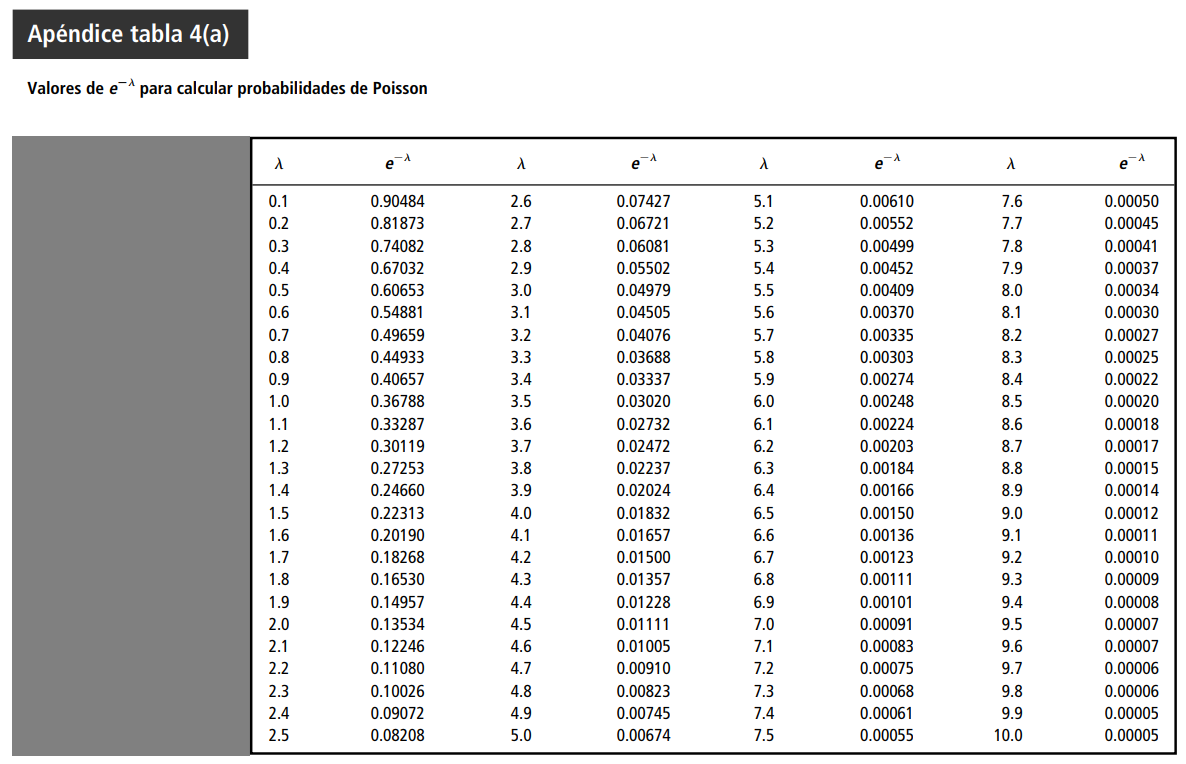 Apéndice tabla 4(a)
Valores de e−λ para calcular probabilidades de Poisson
λ e−λ λ e−λ λ e−λ λ e−λ
0.1 0.90484 2.6 0.07427 5.1 0.00610 7.6 0.00050
0.2 0.81873 2.7 0.06721 5.2 0.00552 7.7 0.00045
0.3 0.74082 2.8 0.06081 5.3 0.00499 7.8 0.00041
0.4 0.67032 2.9 0.05502 5.4 0.00452 7.9 0.00037
0.5 0.60653 3.0 0.04979 5.5 0.00409 8.0 0.00034
0.6 0.54881 3.1 0.04505 5.6 0.00370 8.1 0.00030
0.7 0.49659 3.2 0.04076 5.7 0.00335 8.2 0.00027
0.8 0.44933 3.3 0.03688 5.8 0.00303 8.3 0.00025
0.9 0.40657 3.4 0.03337 5.9 0.00274 8.4 0.00022
1.0 0.36788 3.5 0.03020 6.0 0.00248 8.5 0.00020
1.1 0.33287 3.6 0.02732 6.1 0.00224 8.6 0.00018
1.2 0.30119 3.7 0.02472 6.2 0.00203 8.7 0.00017
1.3 0.27253 3.8 0.02237 6.3 0.00184 8.8 0.00015
1.4 0.24660 3.9 0.02024 6.4 0.00166 8.9 0.00014
1.5 0.22313 4.0 0.01832 6.5 0.00150 9.0 0.00012
1.6 0.20190 4.1 0.01657 6.6 0.00136 9.1 0.00011
1.7 0.18268 4.2 0.01500 6.7 0.00123 9.2 0.00010
1.8 0.16530 4.3 0.01357 6.8 0.00111 9.3 0.00009
1.9 0.14957 4.4 0.01228 6.9 0.00101 9.4 0.00008
2.0 0.13534 4.5 0.01111 7.0 0.00091 9.5 0.00007
2.1 0.12246 4.6 0.01005 7.1 0.00083 9.6 0.00007
2.2 0.11080 4.7 0.00910 7.2 0.00075 9.7 0.00006
2.3 0.10026 4.8 0.00823 7.3 0.00068 9.8 0.00006
2.4 0.09072 4.9 0.00745 7.4 0.00061 9.9 0.00005
2.5 0.08208 5.0 0.00674 7.5 0.00055 10.0 0.00005